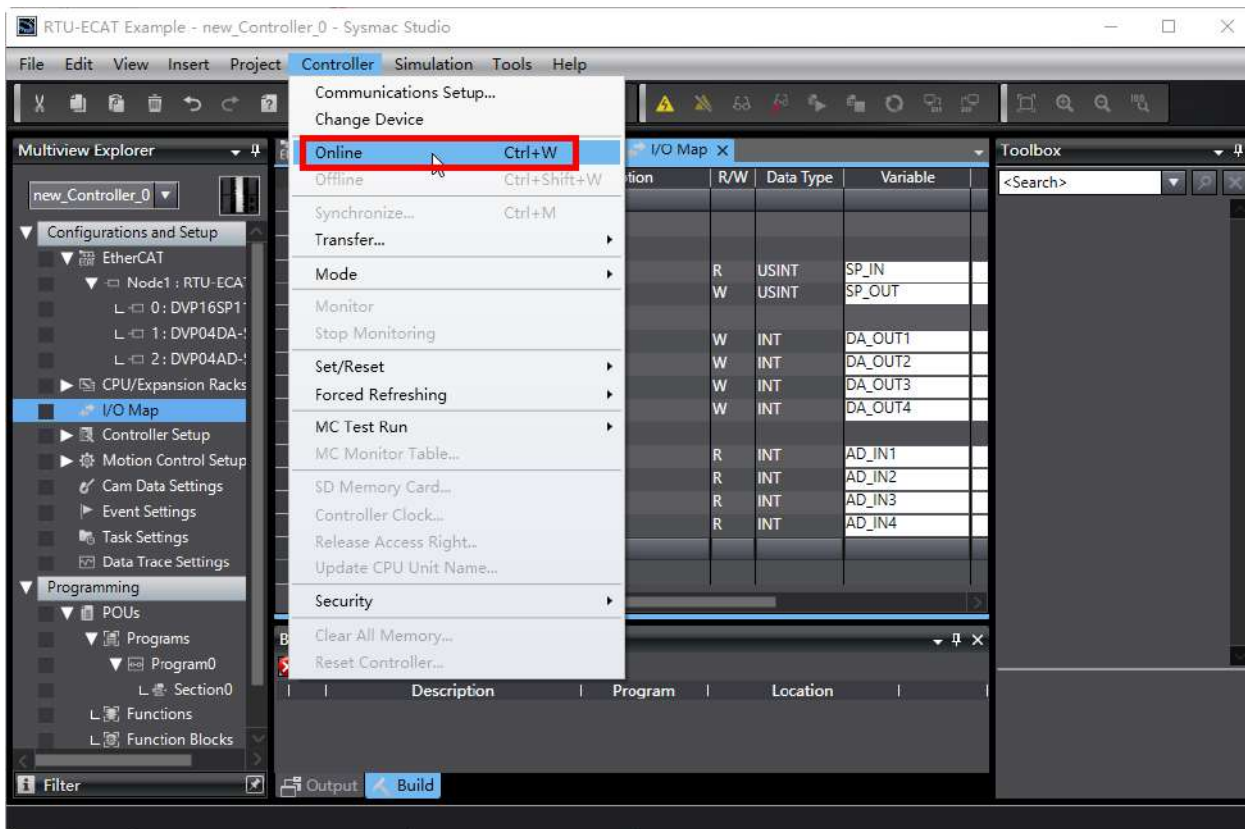 RTU-ECAT Example - new_Controller_0 - Sysmac Studio
File Edit View Insert Project Controller Simulation Tools Help
Communications Setup...
Change Device
Online Ctrl+W
Offline Ctrl+Shift+W
Synchronize... Ctrl+M
Transfer...
Mode
Monitor
Stop Monitoring
Set/Reset
Forced Refreshing
MC Test Run
MC Monitor Table...
SD Memory Card...
Controller Clock...
Release Access Right...
Update CPU Unit Name...
Security
Clear All Memory...
Reset Controller...
Multiview Explorer
new_Controller_0
Configurations and Setup
EtherCAT
Node1 : RTU-ECA
0 : DVP16SP1
1 : DVP04DA-
2 : DVP04AD-
CPU/Expansion Racks
I/O Map
Controller Setup
Motion Control Setup
Cam Data Settings
Event Settings
Task Settings
Data Trace Settings
Programming
POUs
Programs
Program0
Section0
Functions
Function Blocks
Filter
I/O Map X
tion R/W Data Type Variable
R USINT SP_IN
W USINT SP_OUT
W INT DA_OUT1
W INT DA_OUT2
W INT DA_OUT3
W INT DA_OUT4
R INT AD_IN1
R INT AD_IN2
R INT AD_IN3
R INT AD_IN4
B
Description Program Location
Output Build
Toolbox
<Search>